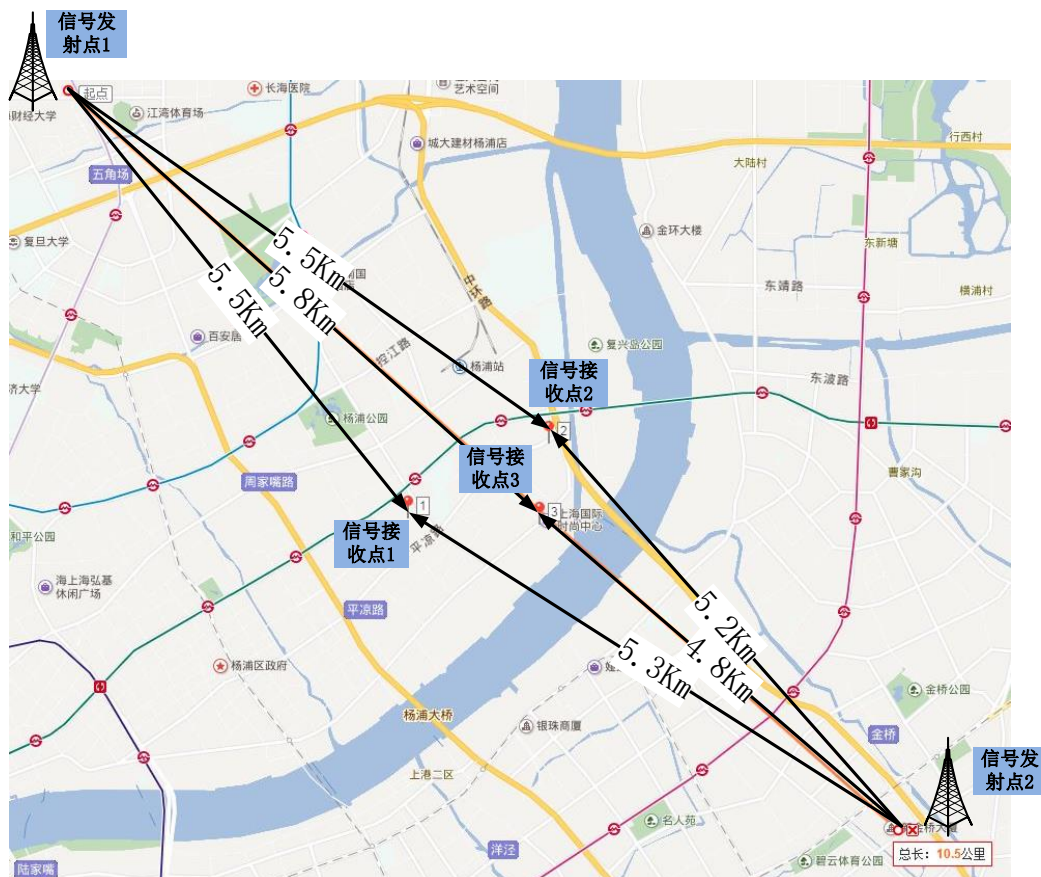 信号发
射点1
起点
长海医院
艺术空间
财经大学
江湾体育场
城大建材杨浦店
行西村
大陆村
五角场
复旦大学
金环大楼
东新塘
5.5Km
5.8Km
5.5Km
中环路
东靖路
横浦村
百安居
控江路
复兴岛公园
杨浦站
东波路
济大学
信号接
收点2
杨浦公园
2
信号接
收点3
曹家沟
周家嘴路
1
3
上海国际
时尚中心
信号接
收点1
平凉路
和平公园
海上海弘基
休闲广场
平凉路
5.2Km
4.8Km
5.3Km
杨浦区政府
金桥公园
杨浦大桥
银珠商厦
金桥
信号发
射点2
上港二区
名人苑
洋泾
总长：10.5公里
碧云体育公园
陆家嘴